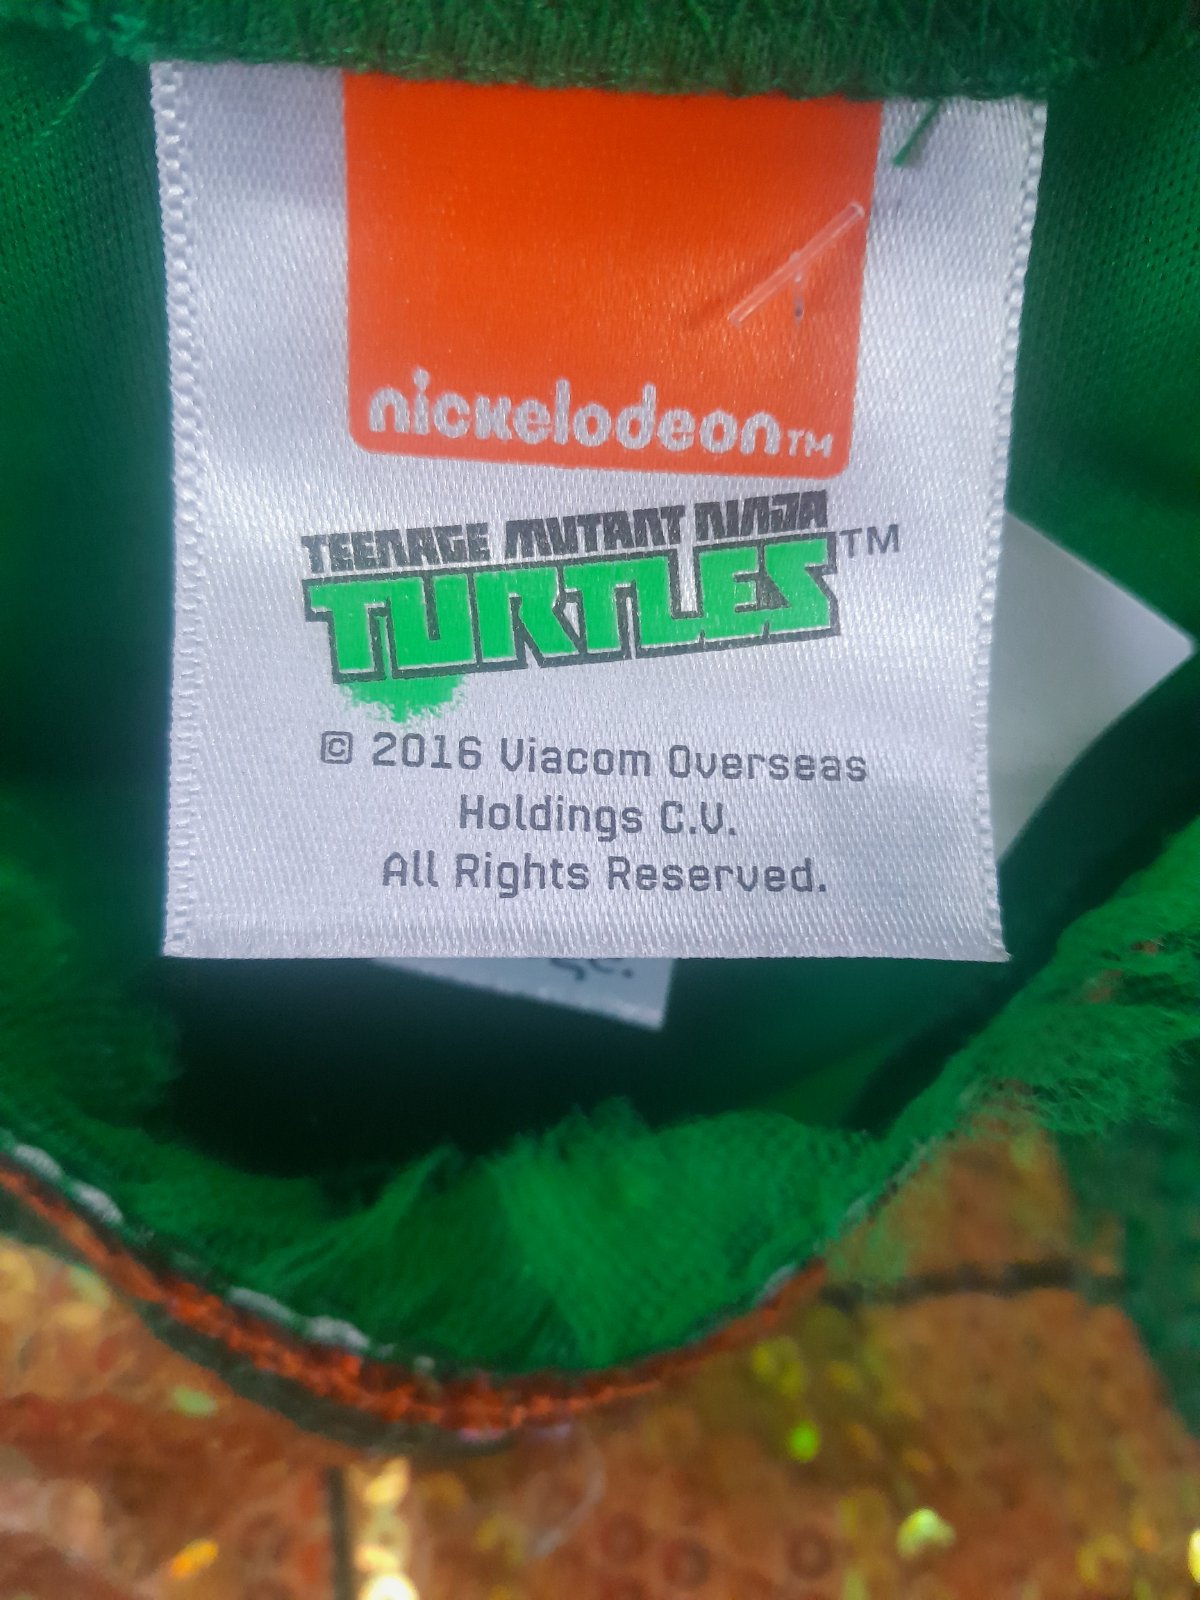 nickelodeon™
TEENAGE MUTANT NINJA
TURTLES™
© 2016 Viacom Overseas
Holdings C.V.
All Rights Reserved.